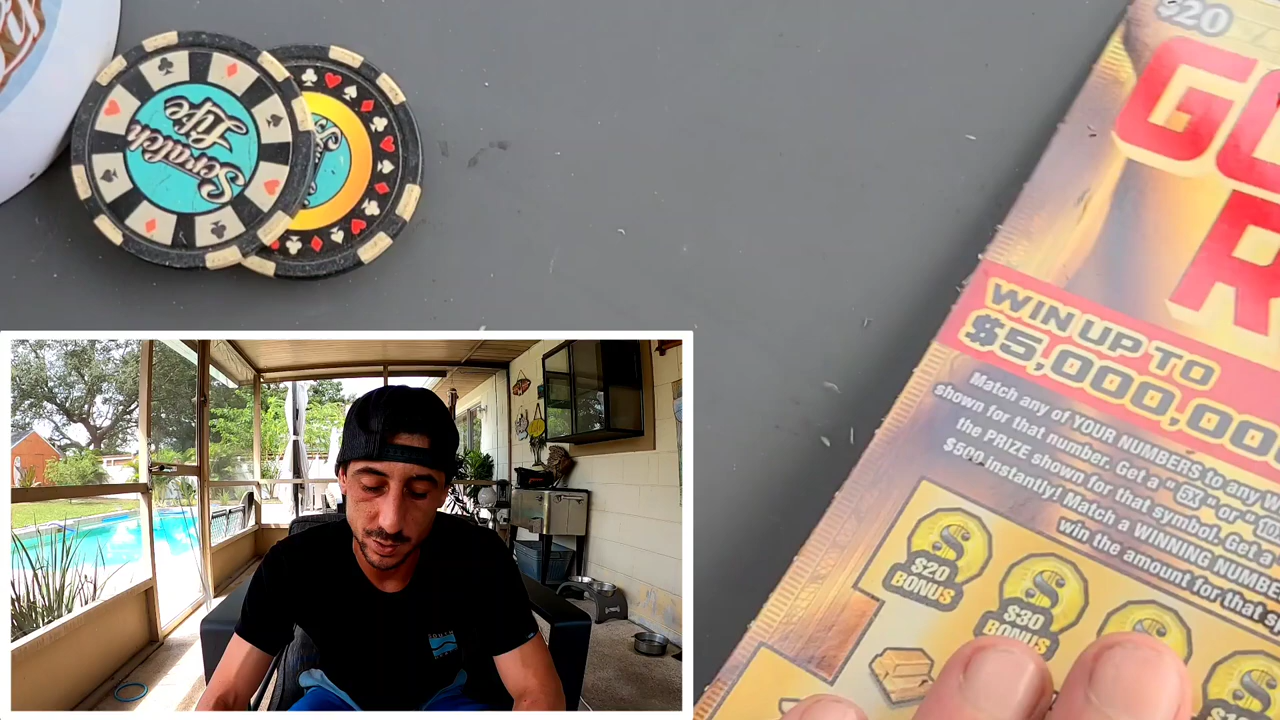 Scratch
Life
$20
WIN UP TO
$5,000,00
Match any of YOUR NUMBERS to any
shown for that number. Get a "5X" or "10
the PRIZE shown for that symbol. Get a
$500 instantly! Match a WINNING NUMBE
win the amount for that
$20
BONUS
$30
BONUS
SOUTH